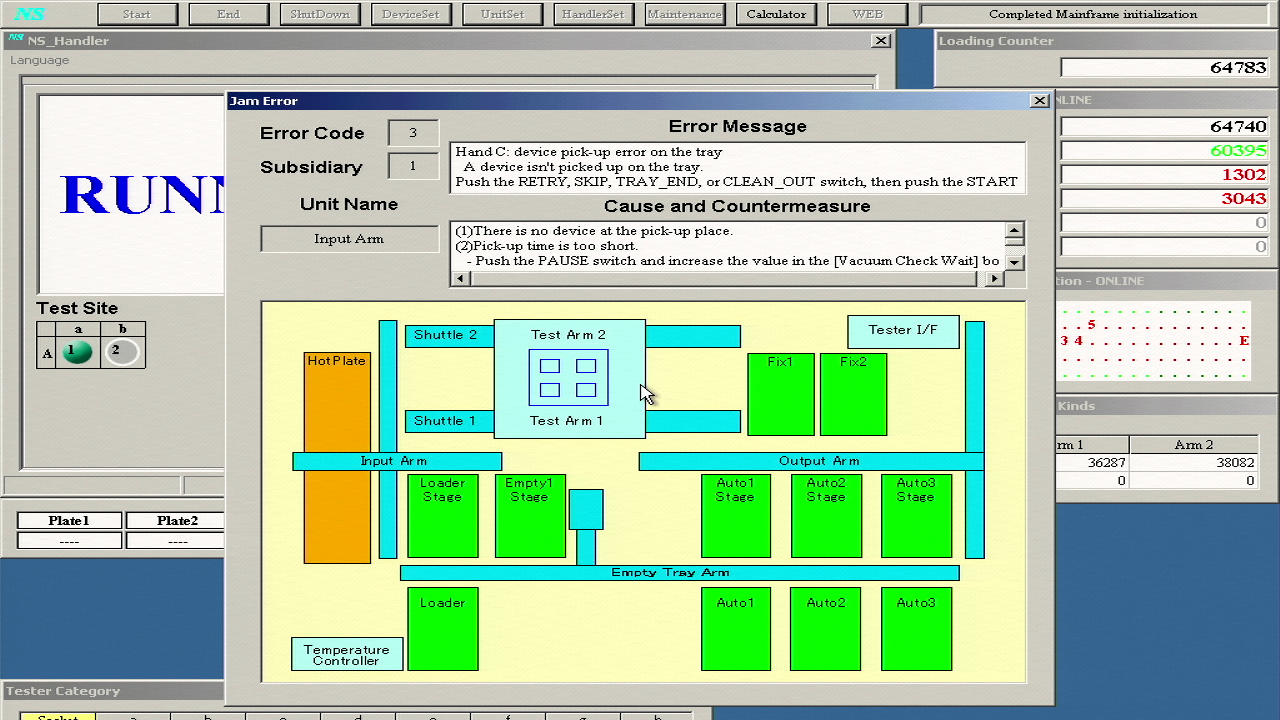 NS Start End ShutDown DeviceSet UnitSet HandlerSet Maintenance Calculator WEB Completed Mainframe initialization
NS NS_Handler
Language
RUNN
Test Site
a b
A 1 2
Plate1 Plate2
---- ----
Tester Category
Loading Counter
64783
NLINE
64740
60395
1302
3043
0
0
tion - ONLINE
5
3 4 E
Kinds
rm 1 Arm 2
36287 38082
0 0
Jam Error
Error Code 3
Subsidiary 1
Unit Name
Input Arm
Error Message
Hand C: device pick-up error on the tray
A device isn't picked up on the tray.
Push the RETRY, SKIP, TRAY_END, or CLEAN_OUT switch, then push the START
Cause and Countermeasure
(1)There is no device at the pick-up place.
(2)Pick-up time is too short.
- Push the PAUSE switch and increase the value in the [Vacuum Check Wait] bo
Shuttle 2 Test Arm 2 Tester I/F
HotPlate Fix1 Fix2
Shuttle 1 Test Arm 1
Input Arm Output Arm
Loader Stage Empty1 Stage Auto1 Stage Auto2 Stage Auto3 Stage
Empty Tray Arm
Loader Auto1 Auto2 Auto3
Temperature
Controller